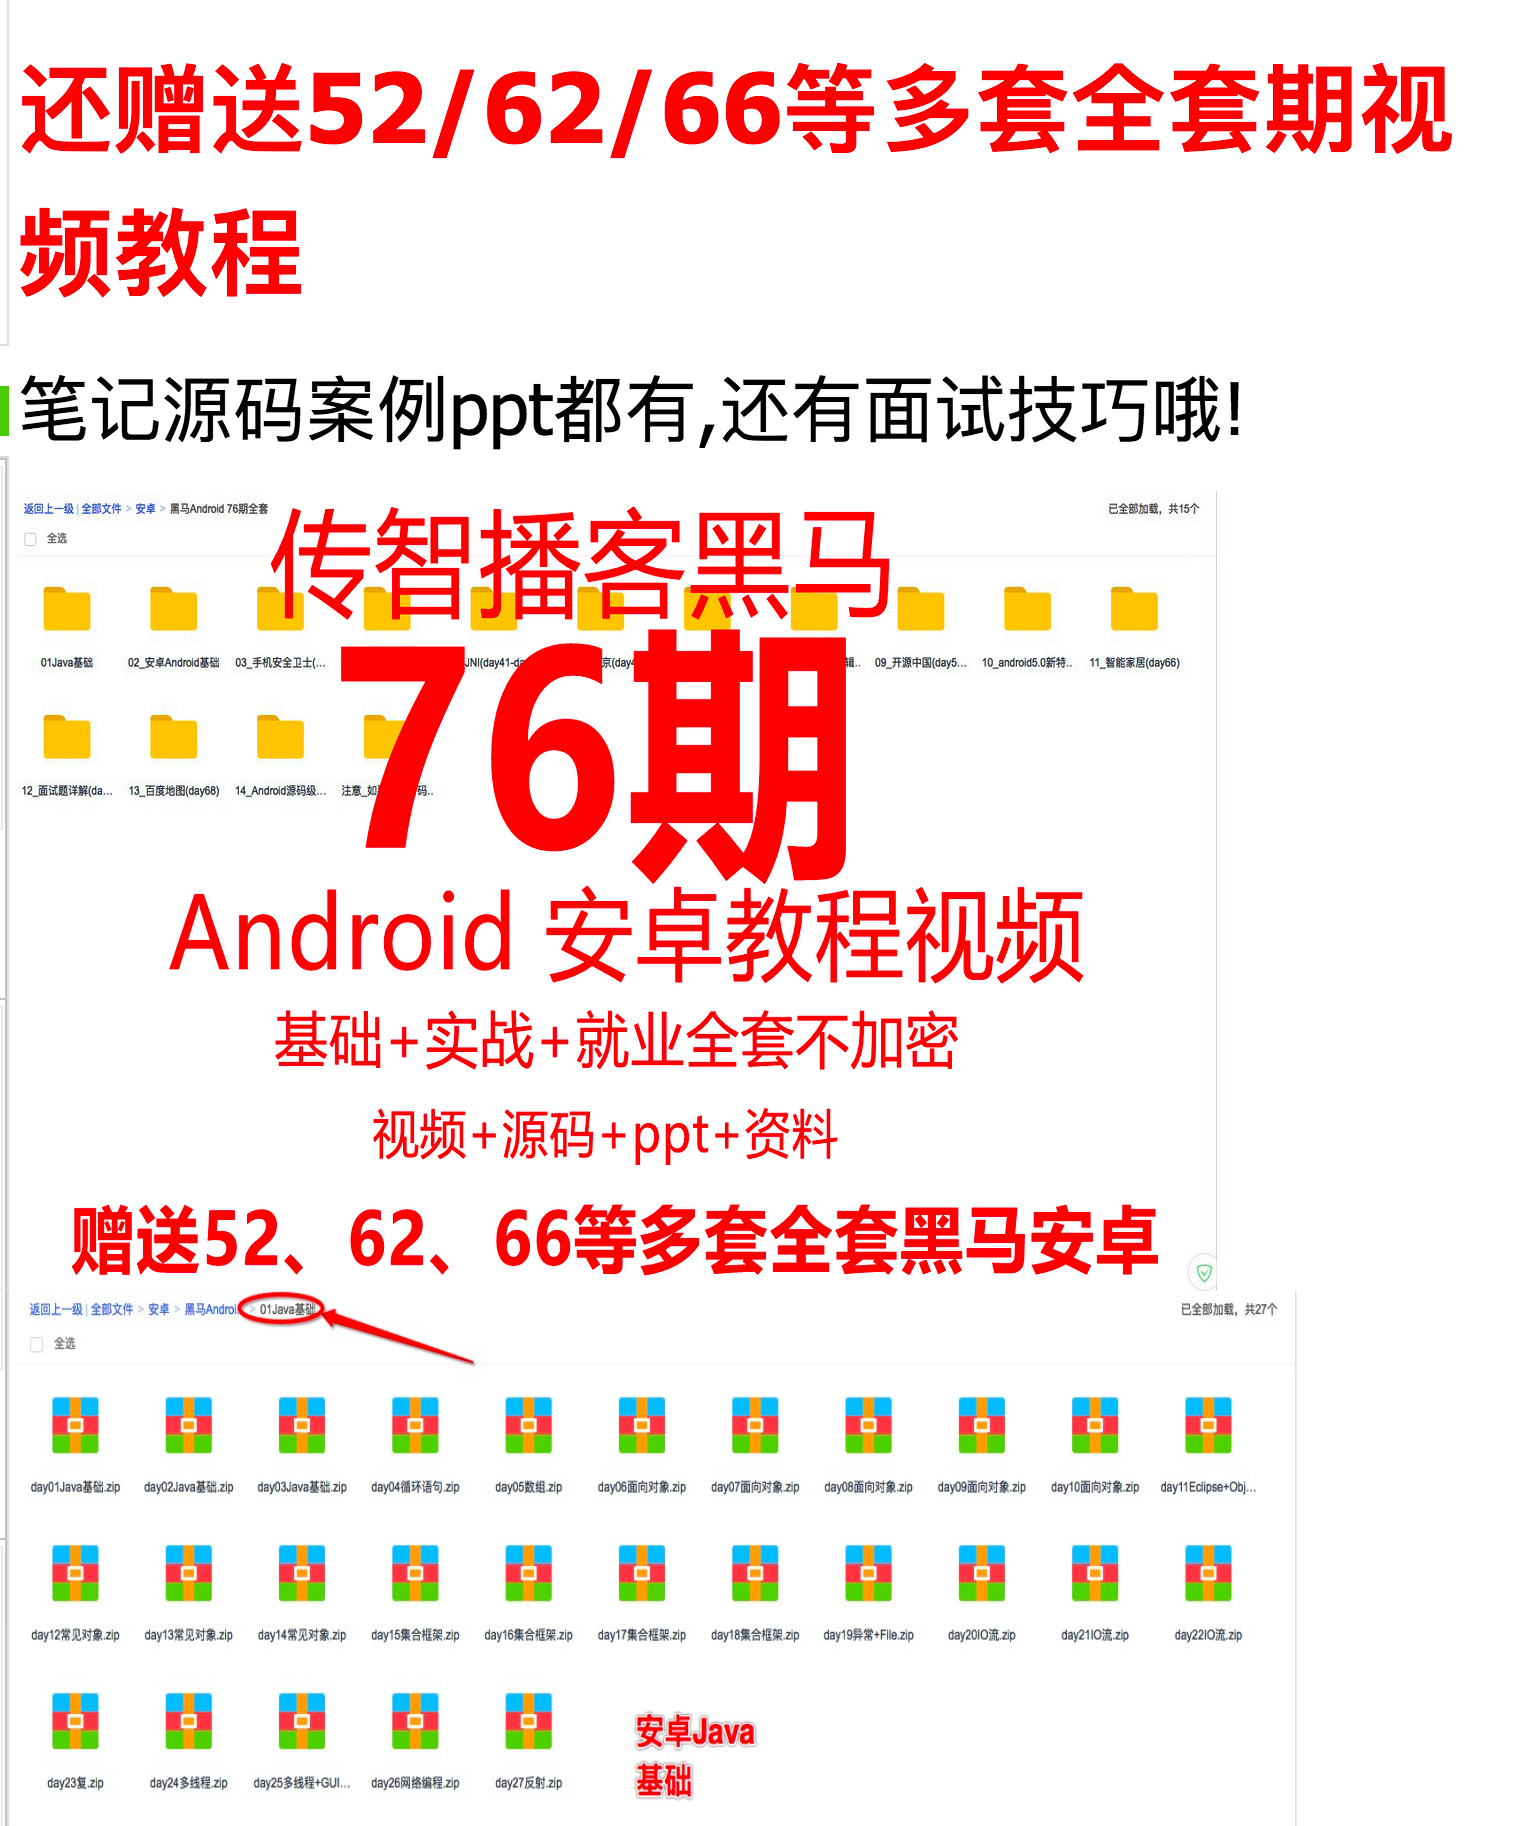 还赠送52/62/66等多套全套期视
频教程
笔记源码案例ppt都有,还有面试技巧哦!
返回上一级 | 全部文件 > 安卓 > 黑马Android 76期全套
已全部加载，共15个
全选
传智播客黑马
01Java基础 02_安卓Android基础 03_手机安全卫士(... JNI(day41-da 京(day4 辑.. 09_开源中国(day5... 10_android5.0新特.. 11_智能家居(day66)
76期
12_面试题详解(da... 13_百度地图(day68) 14_Android源码级... 注意_如 码..
Android 安卓教程视频
基础+实战+就业全套不加密
视频+源码+ppt+资料
赠送52、62、66等多套全套黑马安卓
返回上一级 | 全部文件 > 安卓 > 黑马Androi > 01Java基础
已全部加载，共27个
全选
day01Java基础.zip day02Java基础.zip day03Java基础.zip day04循环语句.zip day05数组.zip day06面向对象.zip day07面向对象.zip day08面向对象.zip day09面向对象.zip day10面向对象.zip day11Eclipse+Obj...
day12常见对象.zip day13常见对象.zip day14常见对象.zip day15集合框架.zip day16集合框架.zip day17集合框架.zip day18集合框架.zip day19异常+File.zip day20IO流.zip day21IO流.zip day22IO流.zip
day23复.zip day24多线程.zip day25多线程+GUI... day26网络编程.zip day27反射.zip
安卓Java
基础